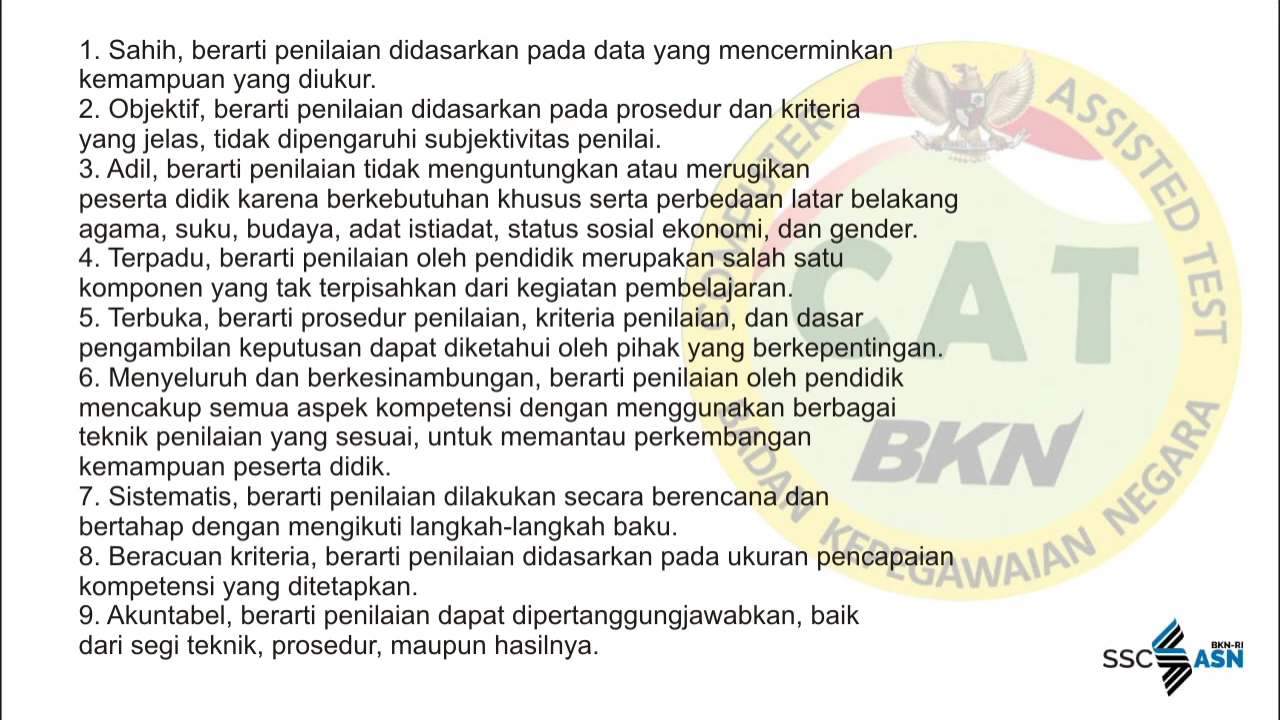 1. Sahih, berarti penilaian didasarkan pada data yang mencerminkan
kemampuan yang diukur.
2. Objektif, berarti penilaian didasarkan pada prosedur dan kriteria
yang jelas, tidak dipengaruhi subjektivitas penilai.
3. Adil, berarti penilaian tidak menguntungkan atau merugikan
peserta didik karena berkebutuhan khusus serta perbedaan latar belakang
agama, suku, budaya, adat istiadat, status sosial ekonomi, dan gender.
4. Terpadu, berarti penilaian oleh pendidik merupakan salah satu
komponen yang tak terpisahkan dari kegiatan pembelajaran.
5. Terbuka, berarti prosedur penilaian, kriteria penilaian, dan dasar
pengambilan keputusan dapat diketahui oleh pihak yang berkepentingan.
6. Menyeluruh dan berkesinambungan, berarti penilaian oleh pendidik
mencakup semua aspek kompetensi dengan menggunakan berbagai
teknik penilaian yang sesuai, untuk memantau perkembangan
kemampuan peserta didik.
7. Sistematis, berarti penilaian dilakukan secara berencana dan
bertahap dengan mengikuti langkah-langkah baku.
8. Beracuan kriteria, berarti penilaian didasarkan pada ukuran pencapaian
kompetensi yang ditetapkan.
9. Akuntabel, berarti penilaian dapat dipertanggungjawabkan, baik
dari segi teknik, prosedur, maupun hasilnya.
COMPUTER ASSISTED TEST
CAT
BKN
BADAN KEPEGAWAIAN NEGARA
BKN-RI
SSC ASN